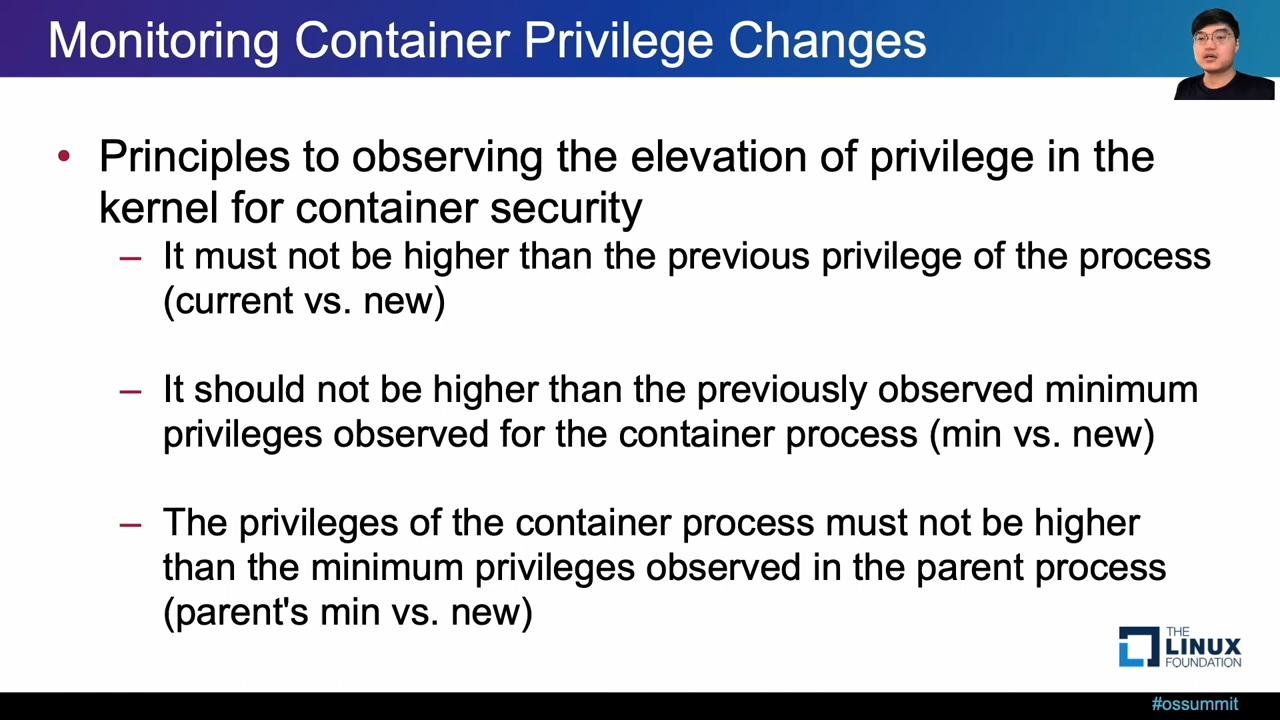 Monitoring Container Privilege Changes
• Principles to observing the elevation of privilege in the
kernel for container security
– It must not be higher than the previous privilege of the process
(current vs. new)
– It should not be higher than the previously observed minimum
privileges observed for the container process (min vs. new)
– The privileges of the container process must not be higher
than the minimum privileges observed in the parent process
(parent's min vs. new)
THE
LINUX
FOUNDATION
#ossummit